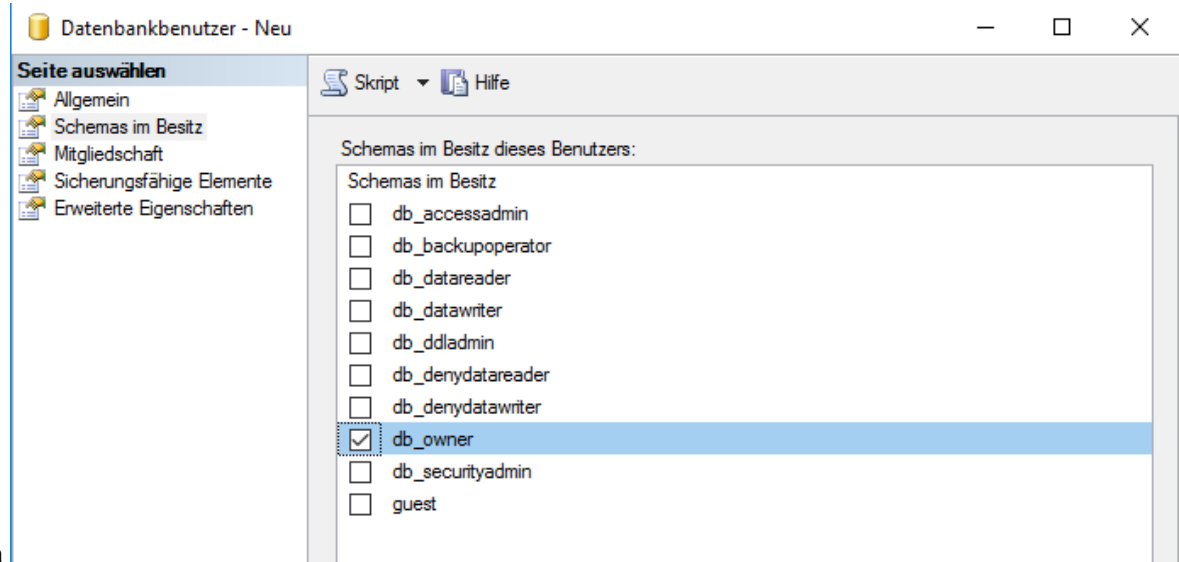 Datenbankbenutzer - Neu
Seite auswählen
Allgemein
Schemas im Besitz
Mitgliedschaft
Sicherungsfähige Elemente
Erweiterte Eigenschaften
Skript
Hilfe
Schemas im Besitz dieses Benutzers:
Schemas im Besitz
db_accessadmin
db_backupoperator
db_datareader
db_datawriter
db_ddladmin
db_denydatareader
db_denydatawriter
db_owner
db_securityadmin
guest